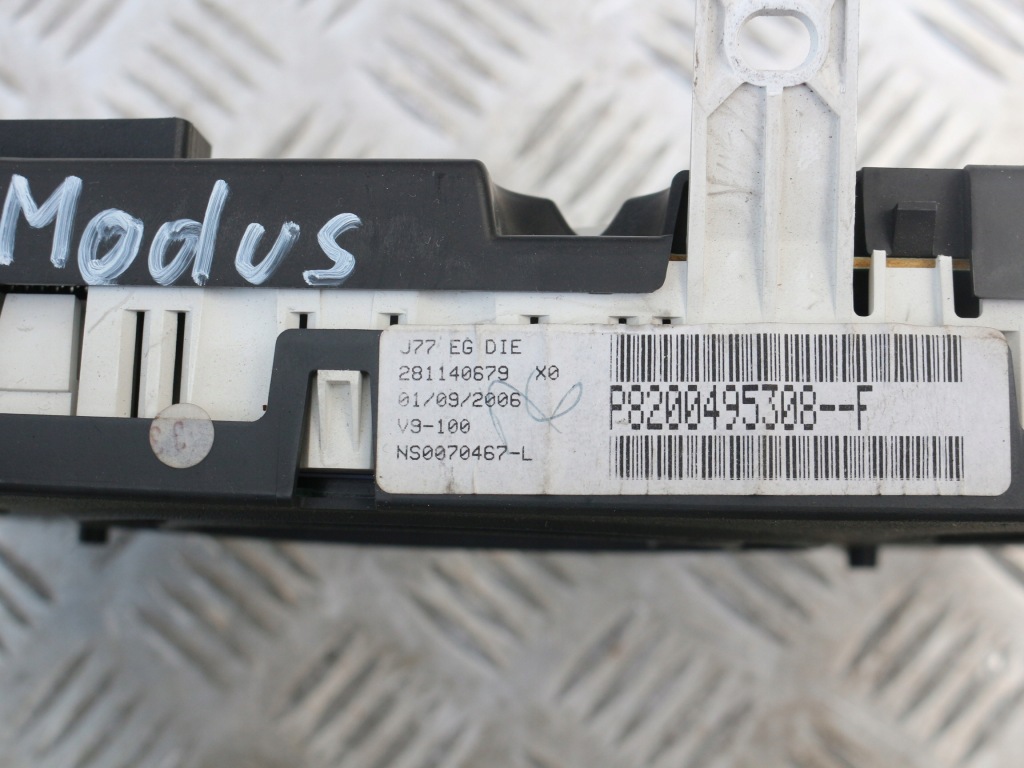 Modus
J77 EG DIE
281140679 X0
01/09/2006
V9-100
NS0070467-L
P8200495308--F